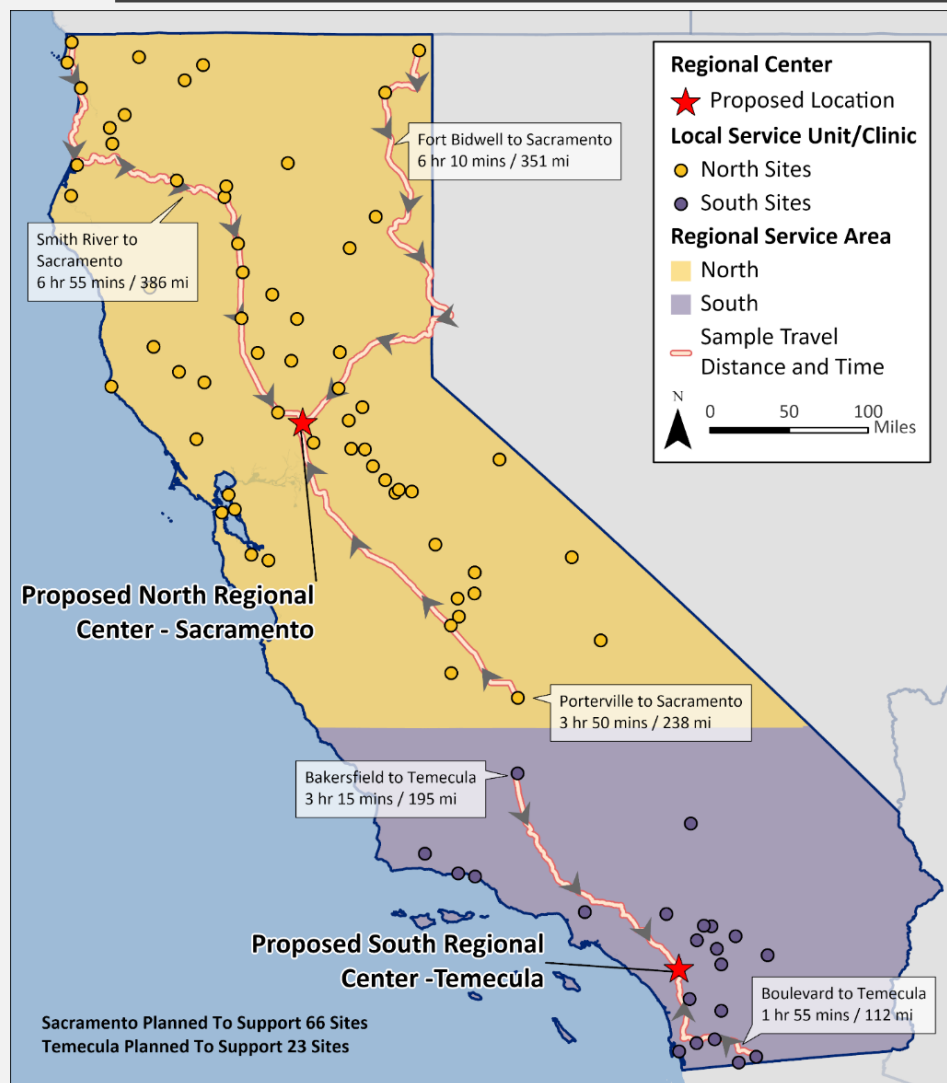 Regional Center
Proposed Location
Local Service Unit/Clinic
North Sites
South Sites
Regional Service Area
North
South
Sample Travel
Distance and Time
N
0 50 100
Miles
Fort Bidwell to Sacramento
6 hr 10 mins / 351 mi
Smith River to
Sacramento
6 hr 55 mins / 386 mi
Proposed North Regional
Center - Sacramento
Porterville to Sacramento
3 hr 50 mins / 238 mi
Bakersfield to Temecula
3 hr 15 mins / 195 mi
Proposed South Regional
Center -Temecula
Boulevard to Temecula
1 hr 55 mins / 112 mi
Sacramento Planned To Support 66 Sites
Temecula Planned To Support 23 Sites